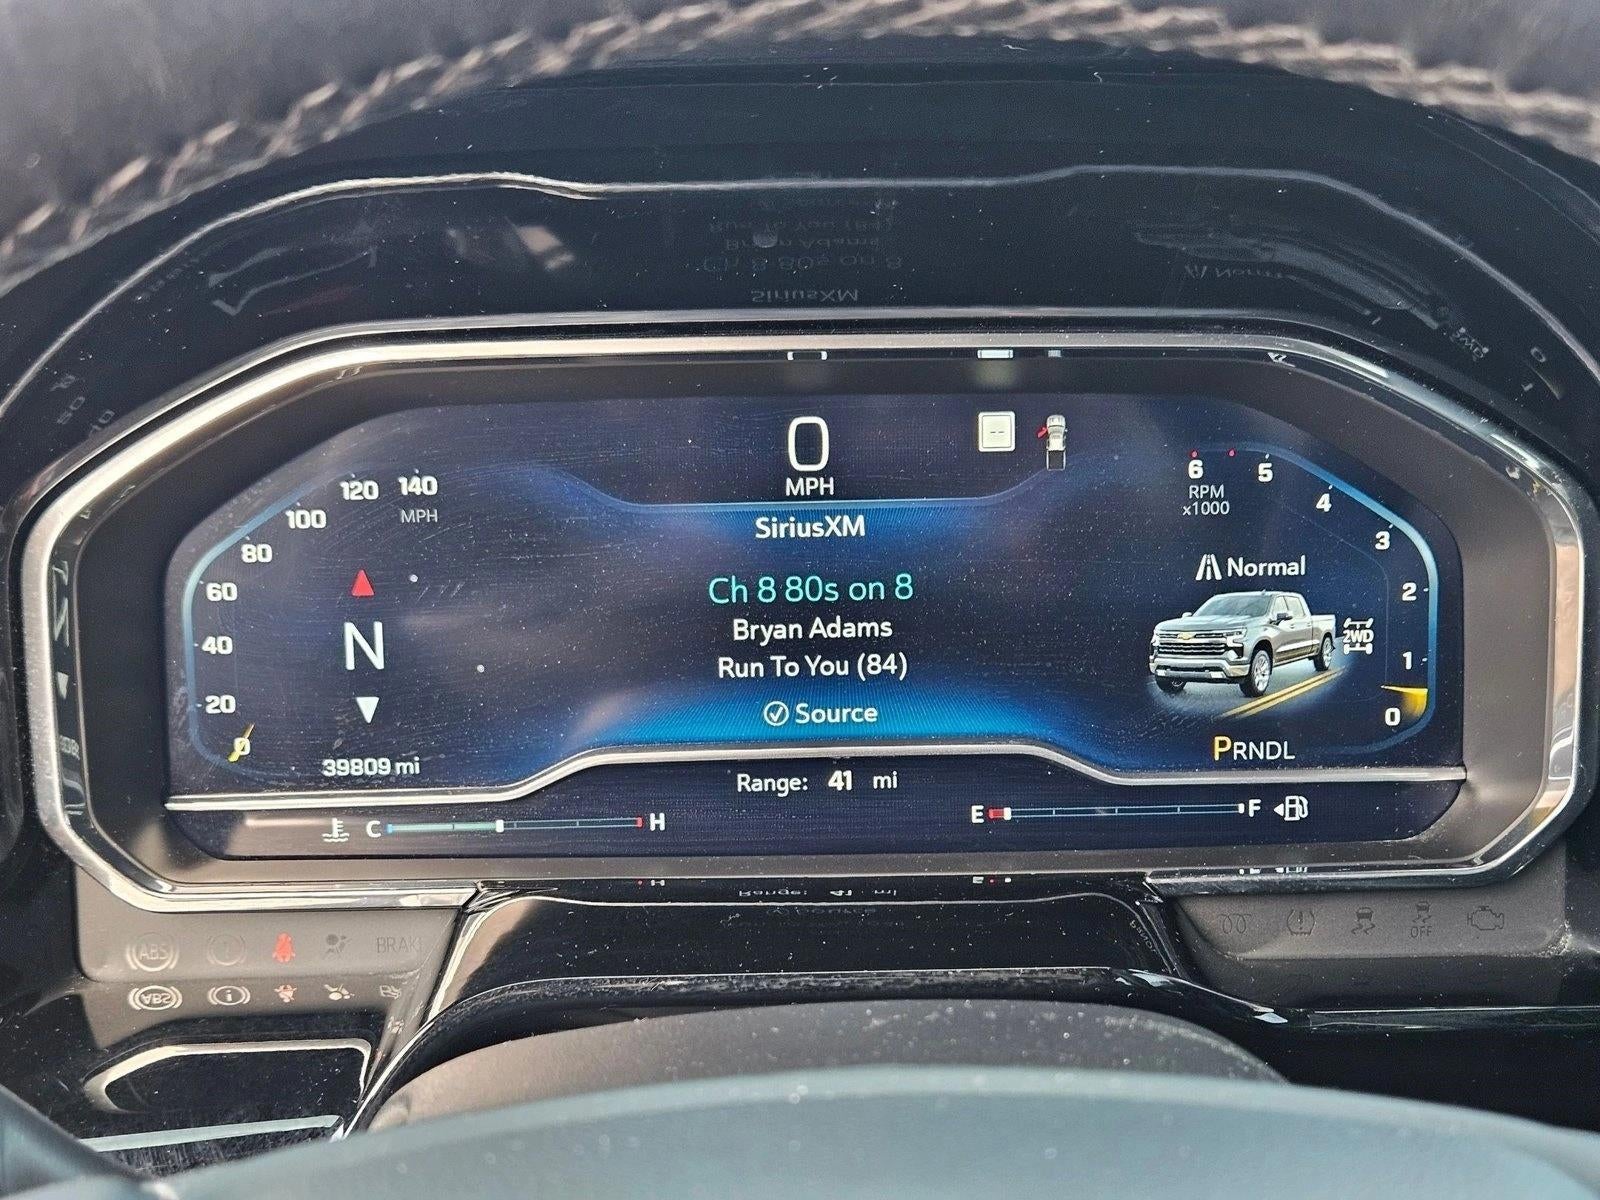 0
MPH
--
120 140
MPH
100
80
60
40
20
0
N
39809 mi
SiriusXM
Ch 8 80s on 8
Bryan Adams
Run To You (84)
Source
6
5
4
3
2
1
0
RPM
x1000
Normal
2WD
PRNDL
Range: 41 mi
C H
E F
ABS
BRAK
OFF